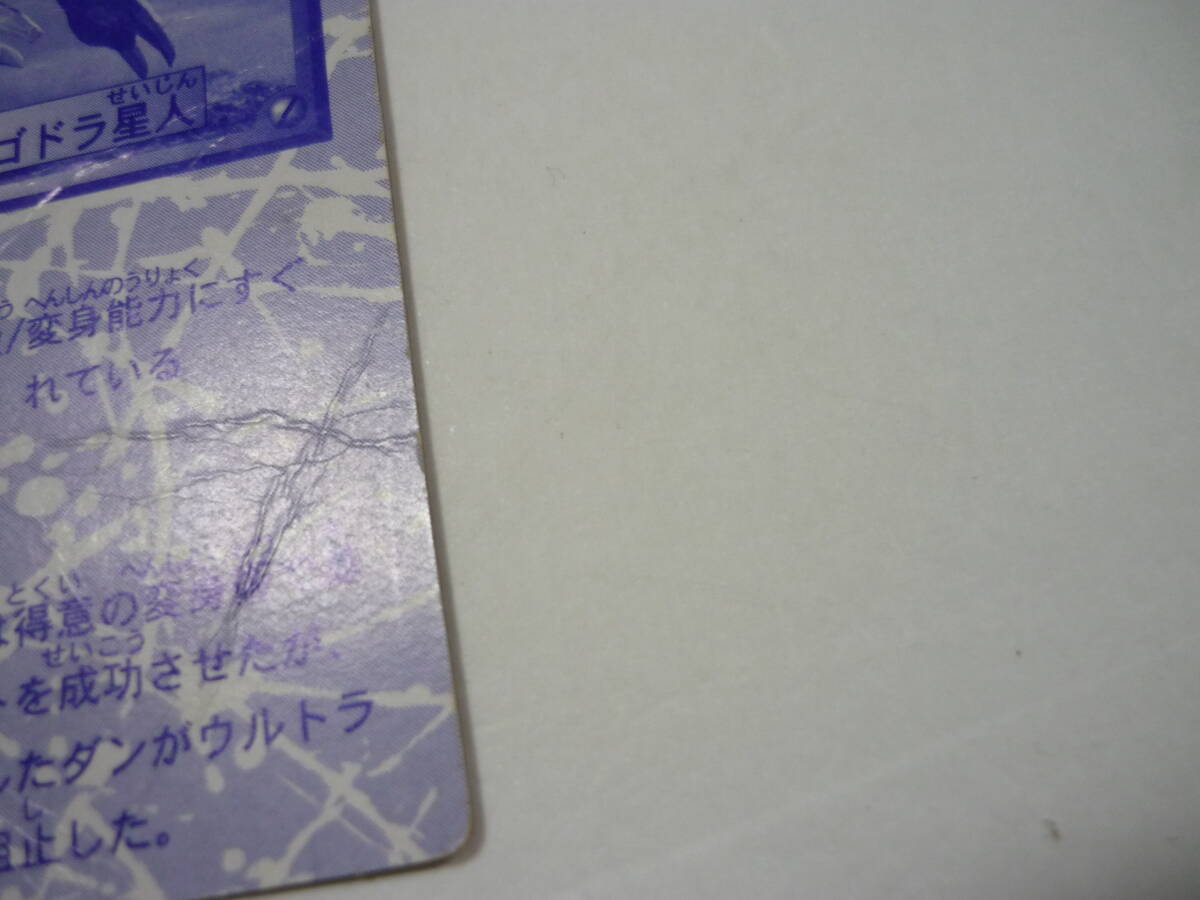 せいじん
ゴドラ星人
へんしんのうりょく
/変身能力にすぐ
れている
とくい
得意の変身
せいこう
を成功させたが、
したダンがウルトラ
し
阻止した。